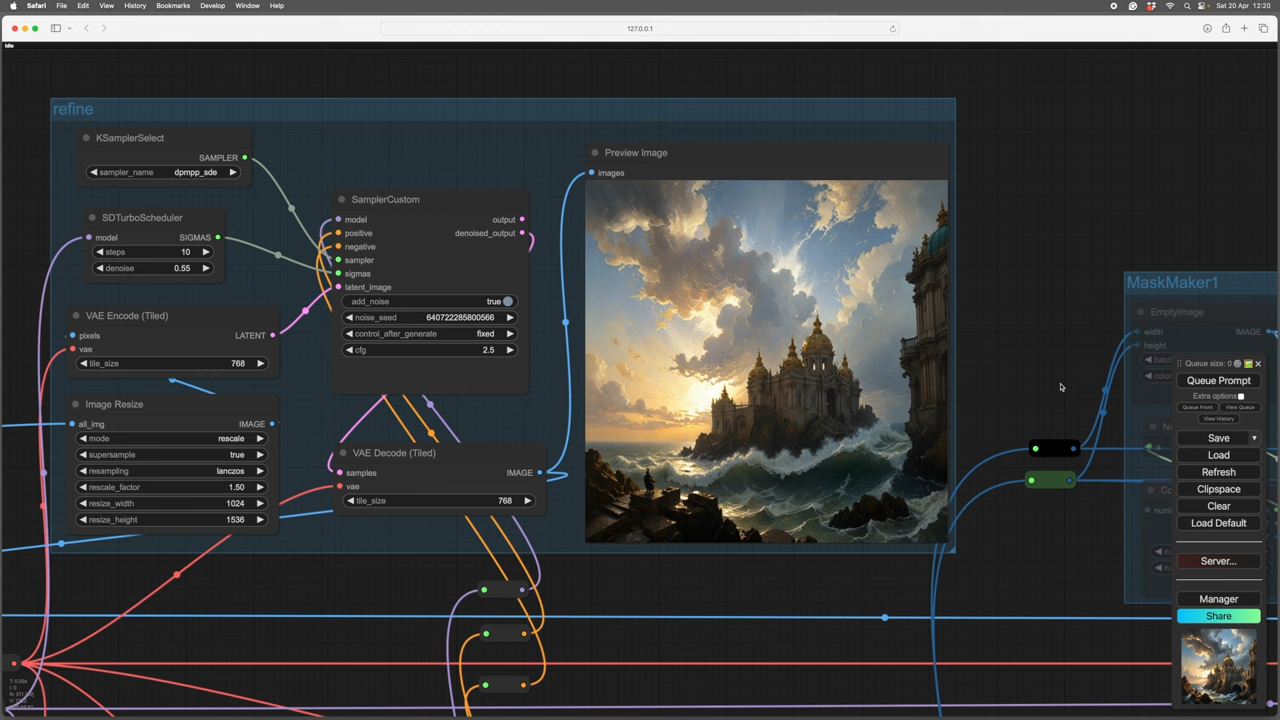 Safari File Edit View History Bookmarks Develop Window Help
Sat 20 Apr 12:20
127.0.0.1
Idle
refine
KSamplerSelect
SAMPLER
sampler_name dpmpp_sde
SDTurboScheduler
model SIGMAS
steps 10
denoise 0.55
VAE Encode (Tiled)
pixels LATENT
vae
tile_size 768
Image Resize
all_img IMAGE
mode rescale
supersample true
resampling lanczos
rescale_factor 1.50
resize_width 1024
resize_height 1536
SamplerCustom
model output
positive denoised_output
negative
sampler
sigmas
latent_image
add_noise true
noise_seed 640722285800566
control_after_generate fixed
cfg 2.5
VAE Decode (Tiled)
samples IMAGE
vae
tile_size 768
Preview Image
images
MaskMaker1
EmptyImage
width IMAGE
height
Queue size: 0
Queue Prompt
Extra options
Queue Front View Queue
View History
Save
Load
Refresh
Clipspace
Clear
Load Default
Server...
Manager
Share
T: 0.00s
I: 0